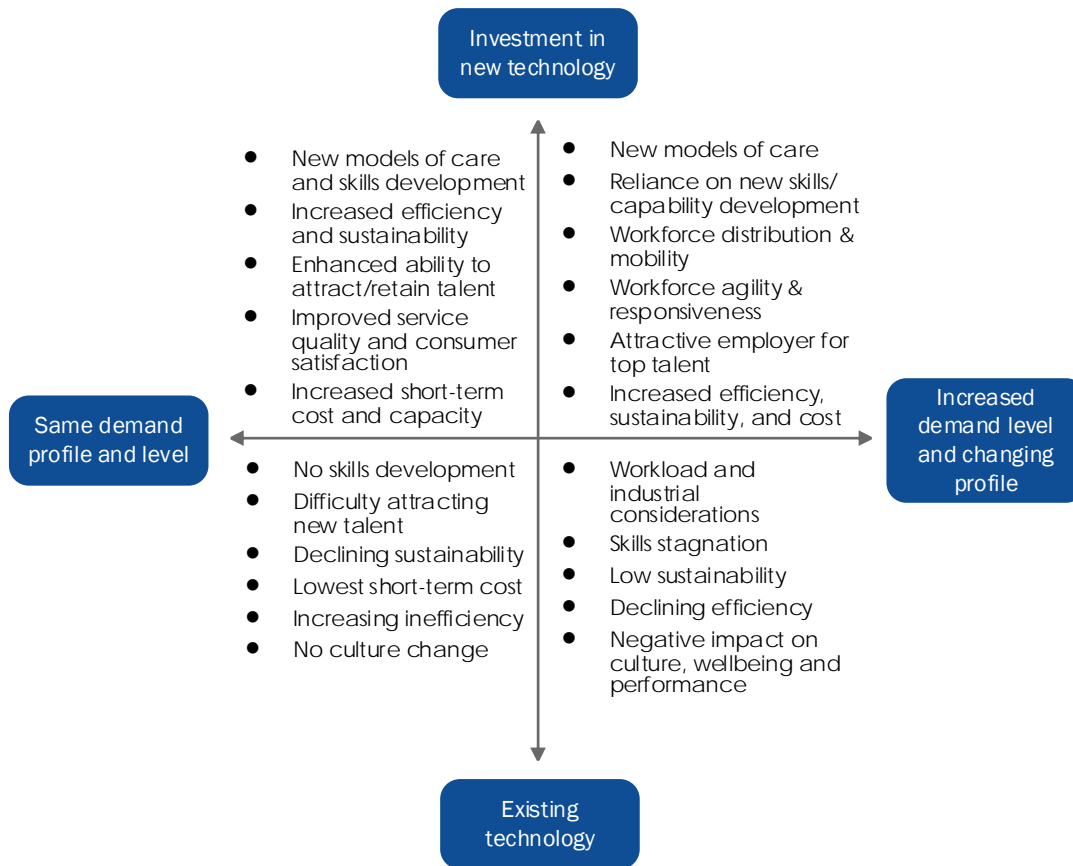 Investment in
new technology
● New models of care
and skills development
● Increased efficiency
and sustainability
● Enhanced ability to
attract/retain talent
● Improved service
quality and consumer
satisfaction
● Increased short-term
cost and capacity
● New models of care
● Reliance on new skills/
capability development
● Workforce distribution &
mobility
● Workforce agility &
responsiveness
● Attractive employer for
top talent
● Increased efficiency,
sustainability, and cost
Same demand
profile and level
Increased
demand level
and changing
profile
● No skills development
● Difficulty attracting
new talent
● Declining sustainability
● Lowest short-term cost
● Increasing inefficiency
● No culture change
● Workload and
industrial
considerations
● Skills stagnation
● Low sustainability
● Declining efficiency
● Negative impact on
culture, wellbeing and
performance
Existing
technology